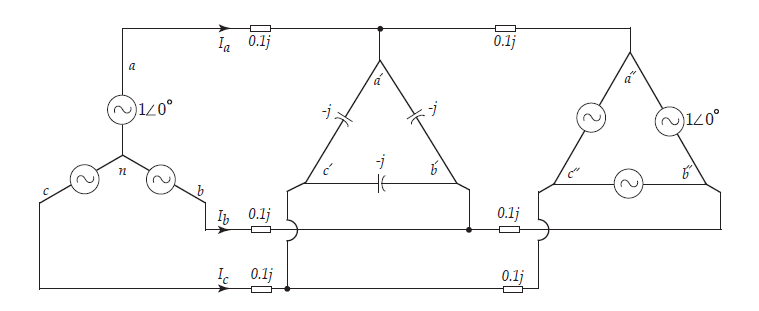 I_a 0.1j 0.1j
a
a′ a″
1∠0° -j -j 1∠0°
n -j
c c′ b′ c″ b″
b
I_b 0.1j 0.1j
I_c 0.1j 0.1j